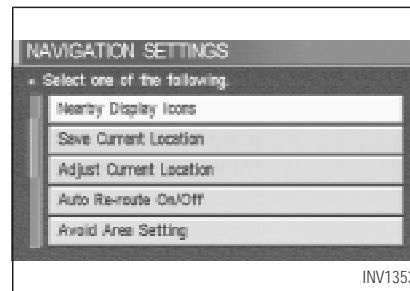 NAVIGATION SETTINGS
Select one of the following.
Nearby Display Icons
Save Current Location
Adjust Current Location
Auto Re-route On/Off
Avoid Area Setting
INV1353